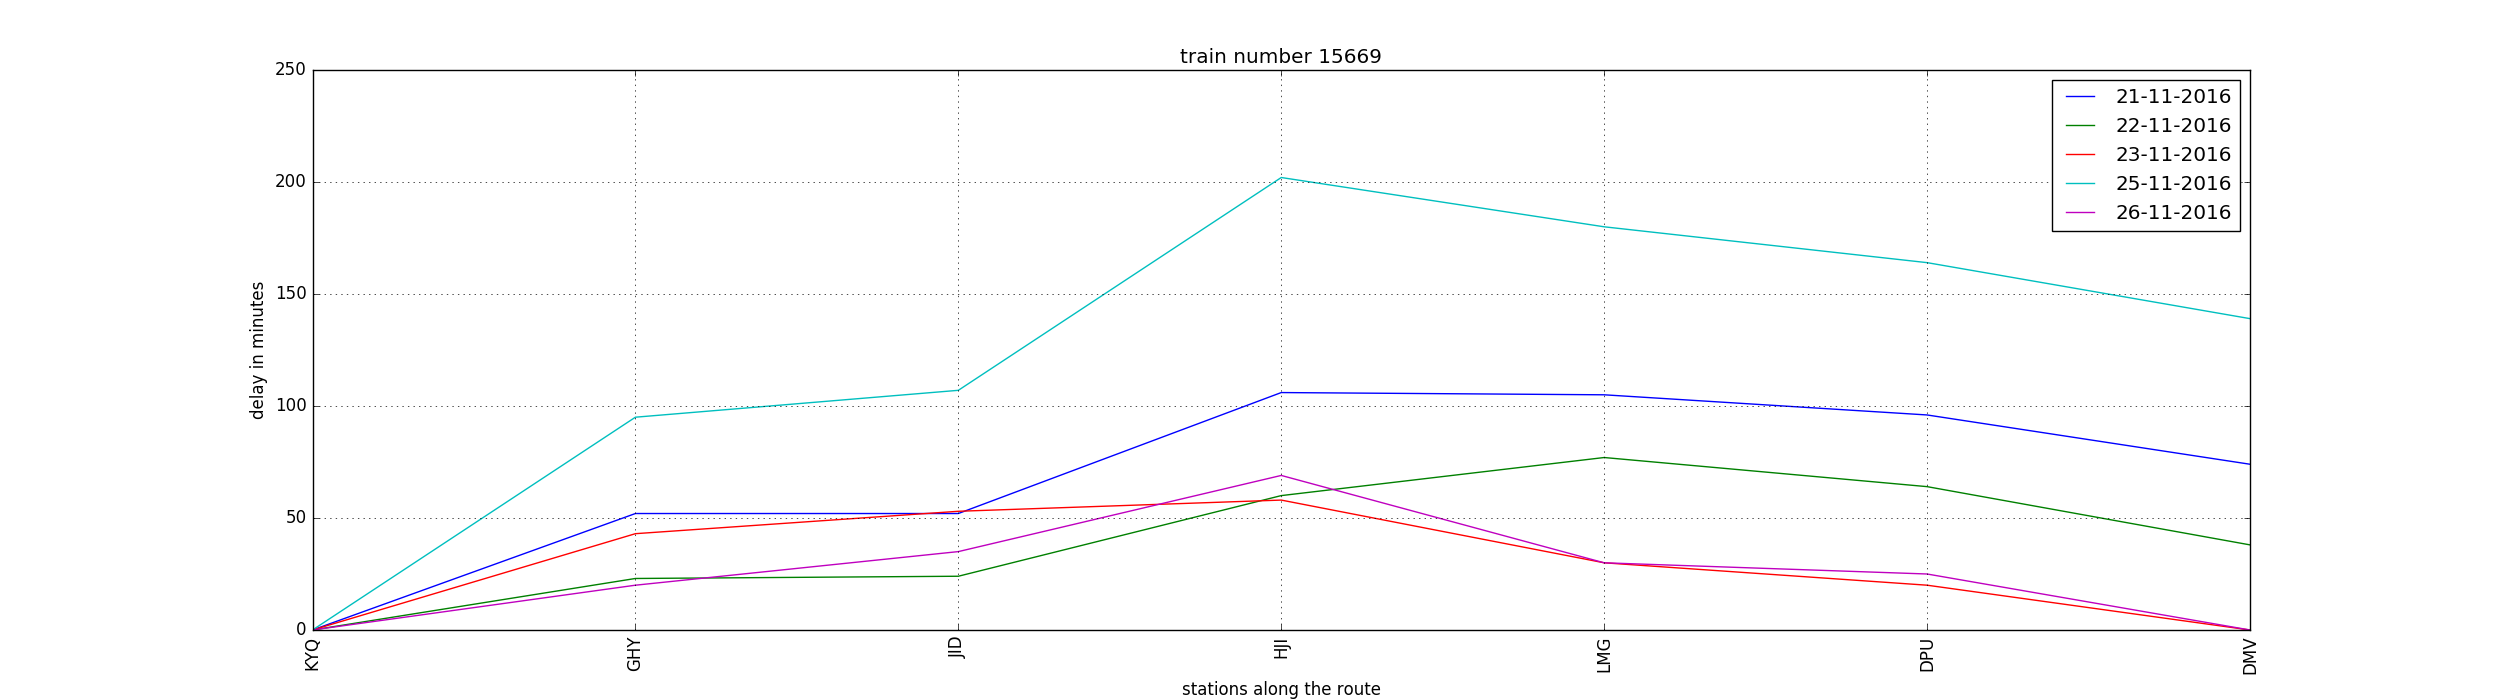 train number 15669
250
200
150
100
50
0
delay in minutes
21-11-2016
22-11-2016
23-11-2016
25-11-2016
26-11-2016
KYQ
GHY
JID
HJI
LMG
DPU
DMV
stations along the route